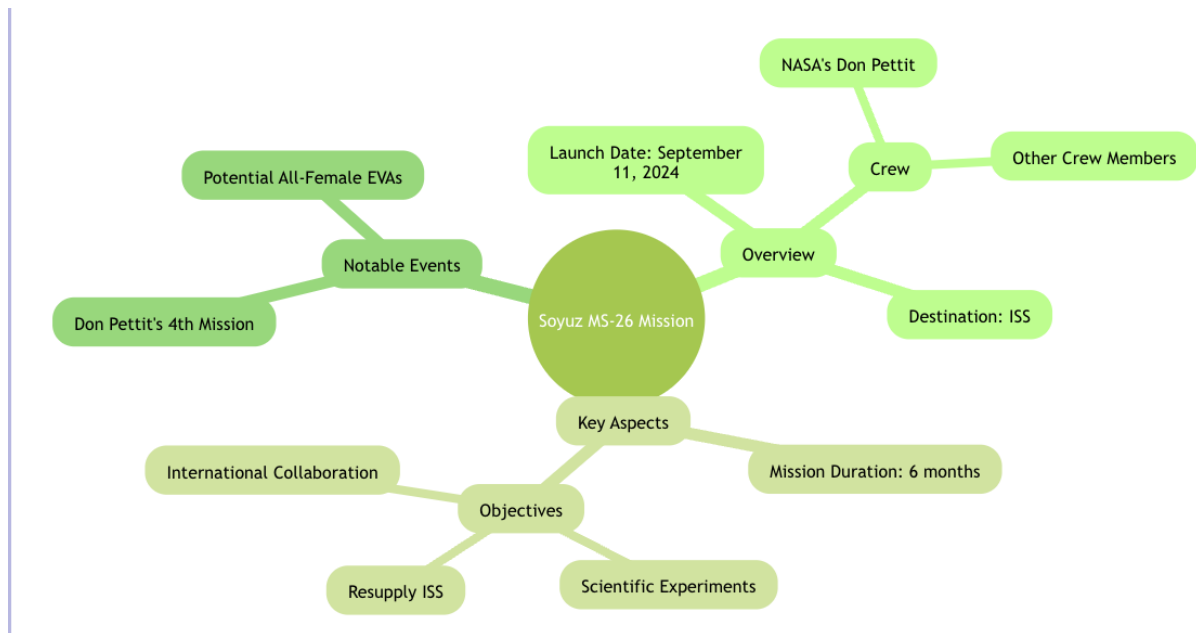 NASA's Don Pettit
Launch Date: September
11, 2024
Other Crew Members
Crew
Potential All-Female EVAs
Overview
Notable Events
Destination: ISS
Soyuz MS-26 Mission
Don Pettit's 4th Mission
Key Aspects
International Collaboration
Mission Duration: 6 months
Objectives
Resupply ISS
Scientific Experiments